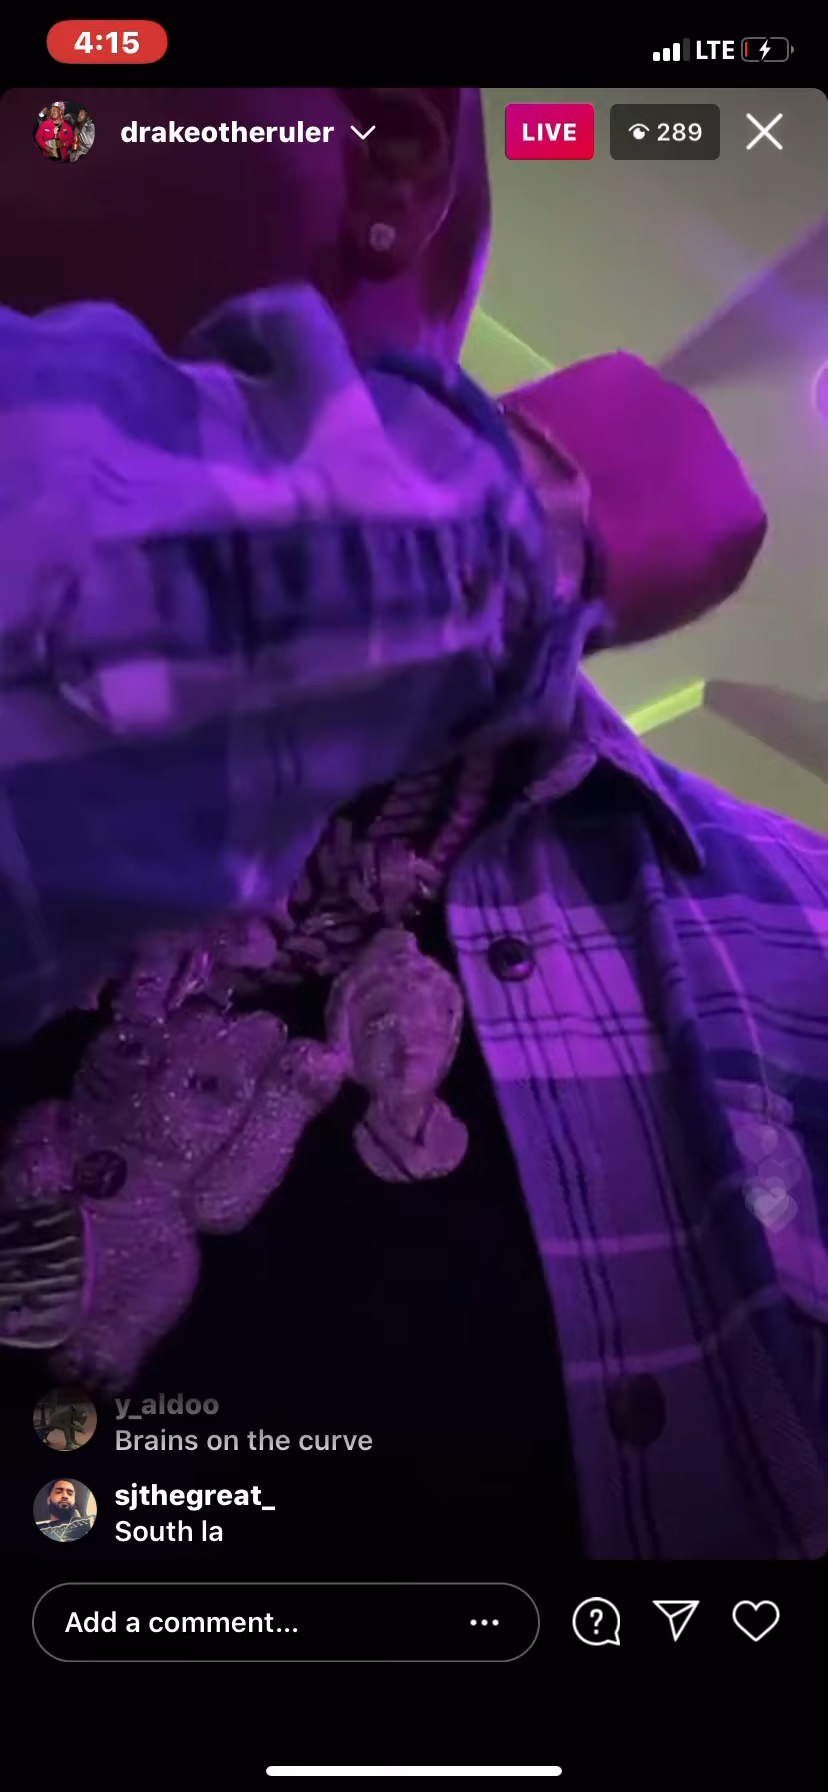 4:15
LTE
drakeotheruler
LIVE
289
y_aldoo
Brains on the curve
sjthegreat_
South la
Add a comment...